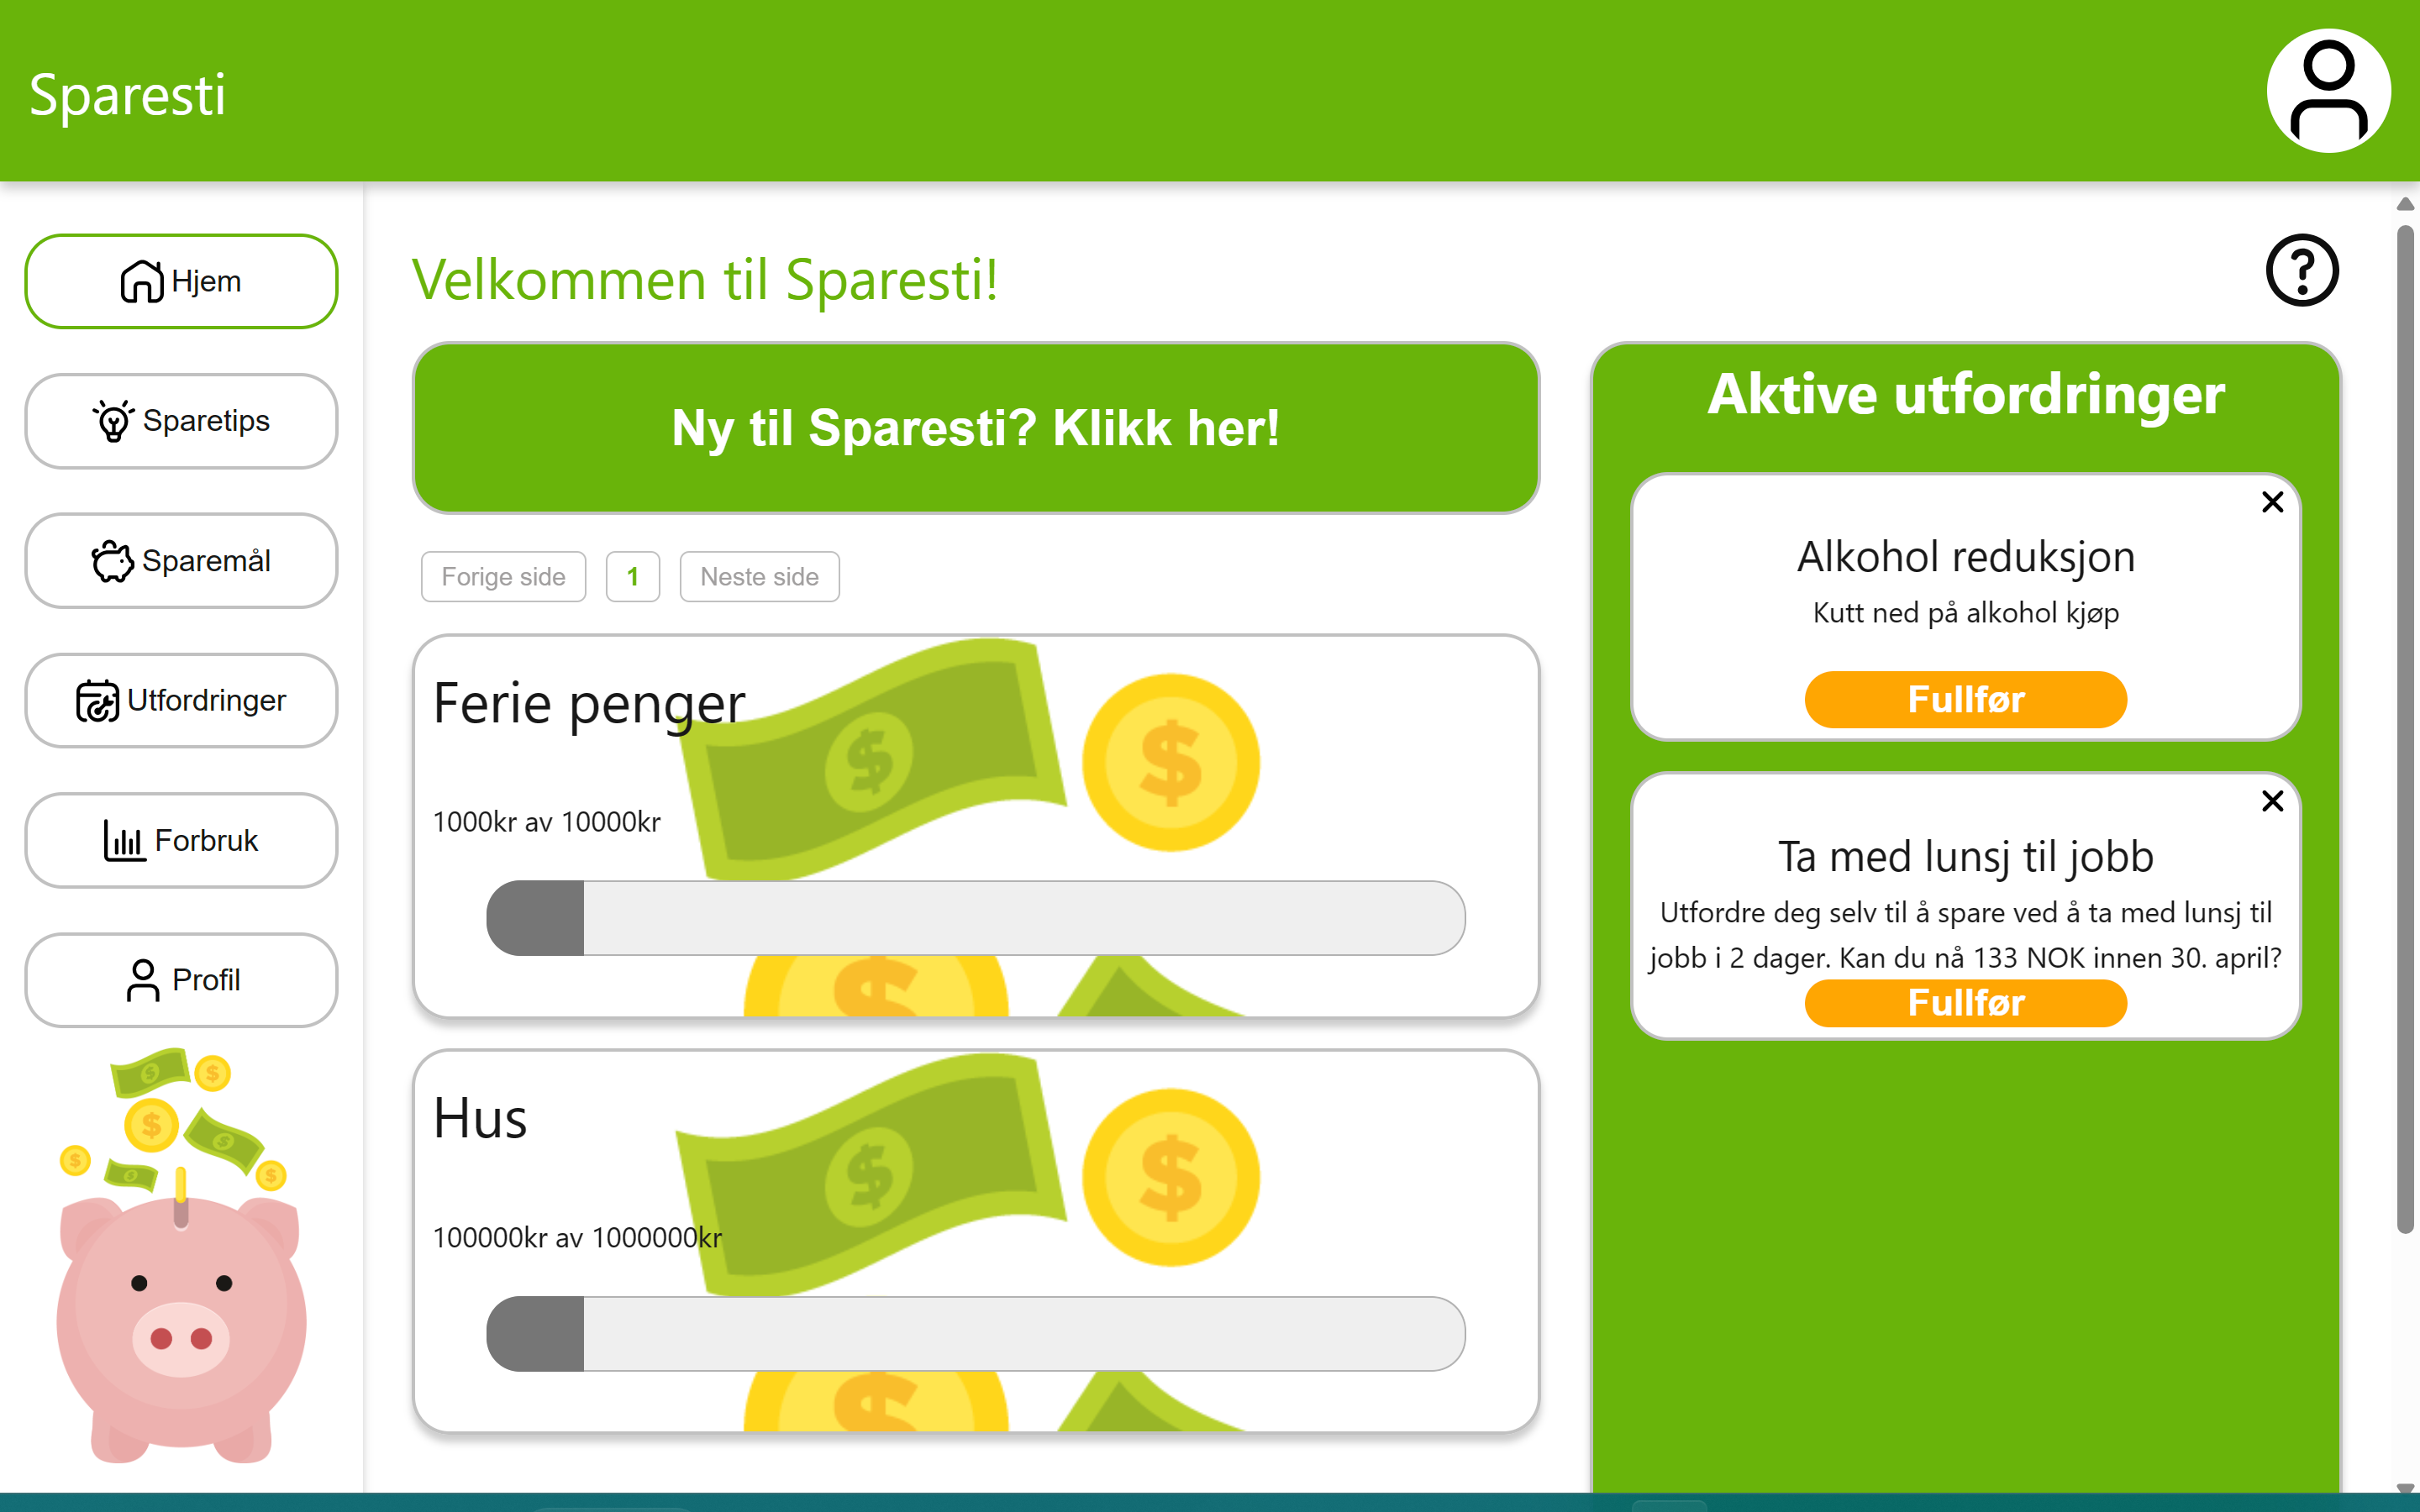 Sparesti
Hjem
Sparetips
Sparemål
Utfordringer
Forbruk
Profil
Velkommen til Sparesti!
Ny til Sparesti? Klikk her!
Forige side
1
Neste side
Ferie penger
1000kr av 10000kr
Hus
100000kr av 1000000kr
Aktive utfordringer
Alkohol reduksjon
Kutt ned på alkohol kjøp
Fullfør
Ta med lunsj til jobb
Utfordre deg selv til å spare ved å ta med lunsj til
jobb i 2 dager. Kan du nå 133 NOK innen 30. april?
Fullfør